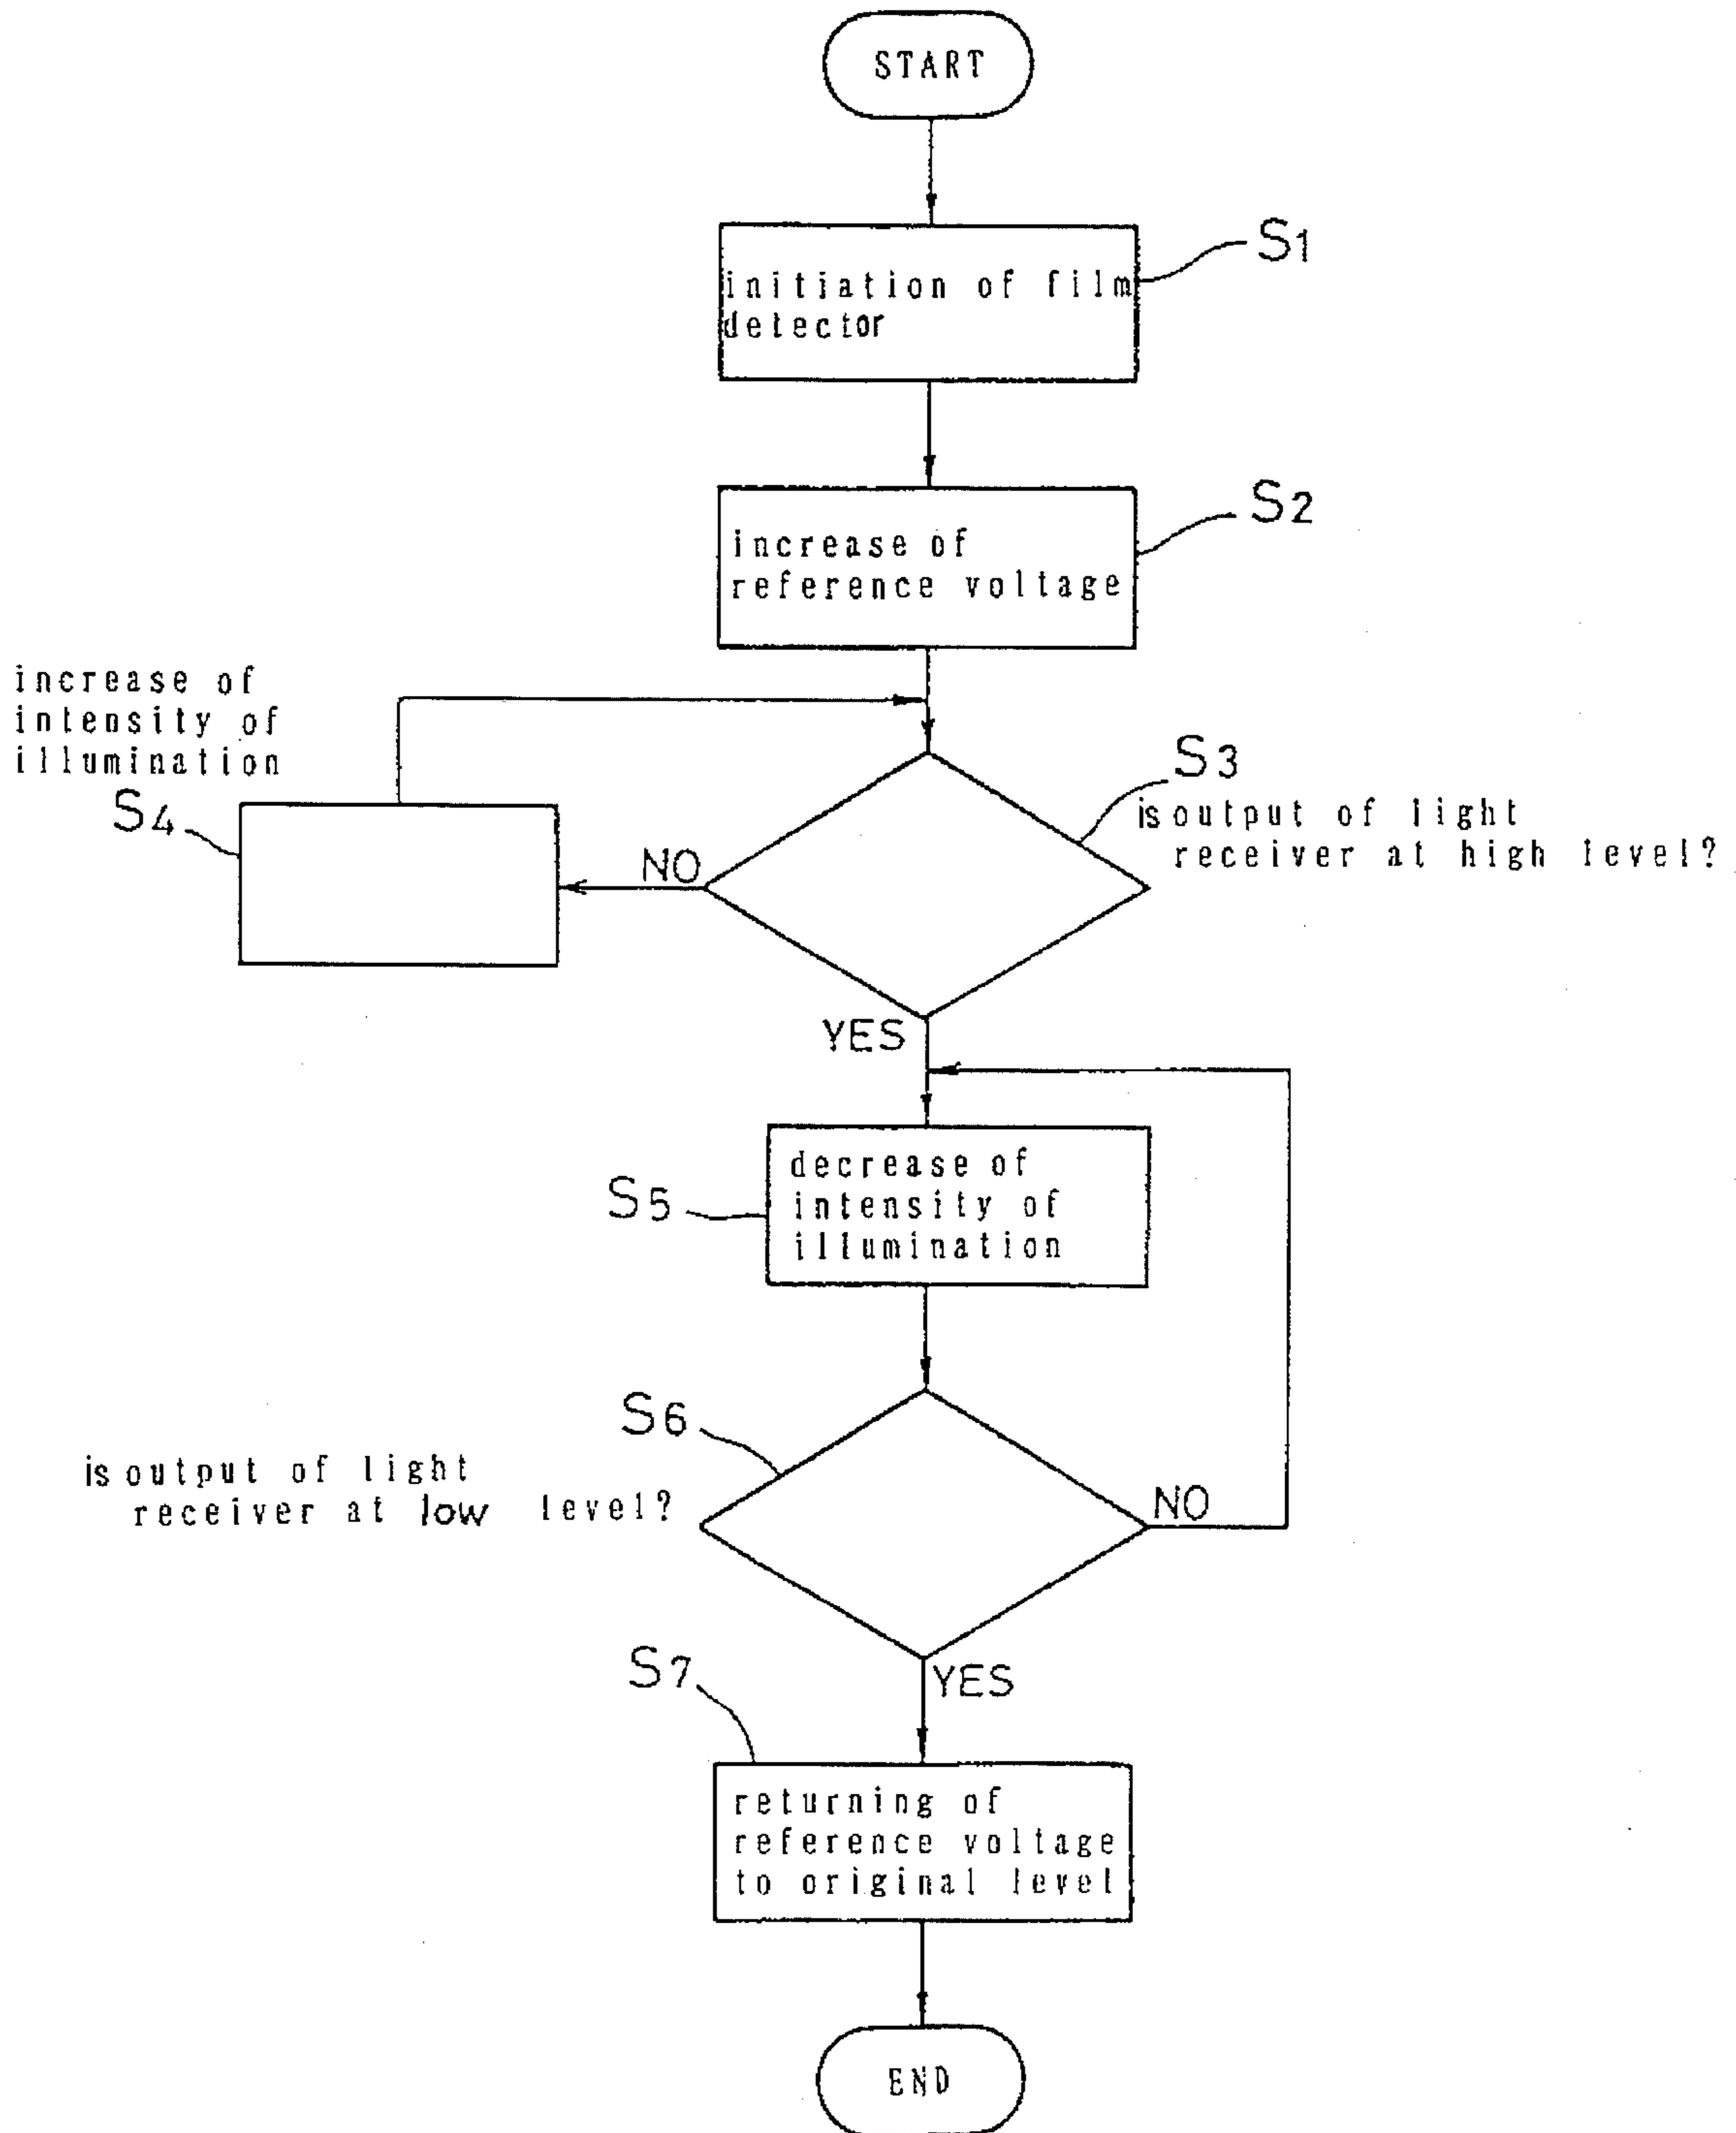 START
S1
initiation of film
detector
S2
increase of
reference voltage
increase of
intensity of
illumination
S4
S3
is output of light
receiver at high level?
NO
YES
S5
decrease of
intensity of
illumination
S6
is output of light
receiver at low level?
NO
YES
S7
returning of
reference voltage
to original level
END